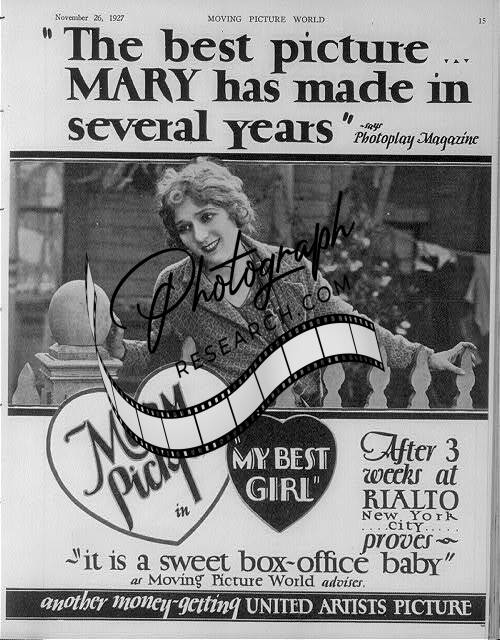 November 26, 1927
MOVING PICTURE WORLD
15
"The best picture ...
MARY has made in
several years"
-says
Photoplay Magazine
Photograph
RESEARCH.COM
Mary
Pick
in
"MY BEST
GIRL"
After 3
weeks at
RIALTO
New York
....City.....
proves~
~"it is a sweet box-office baby"
as Moving Picture World advises.
another money-getting UNITED ARTISTS PICTURE